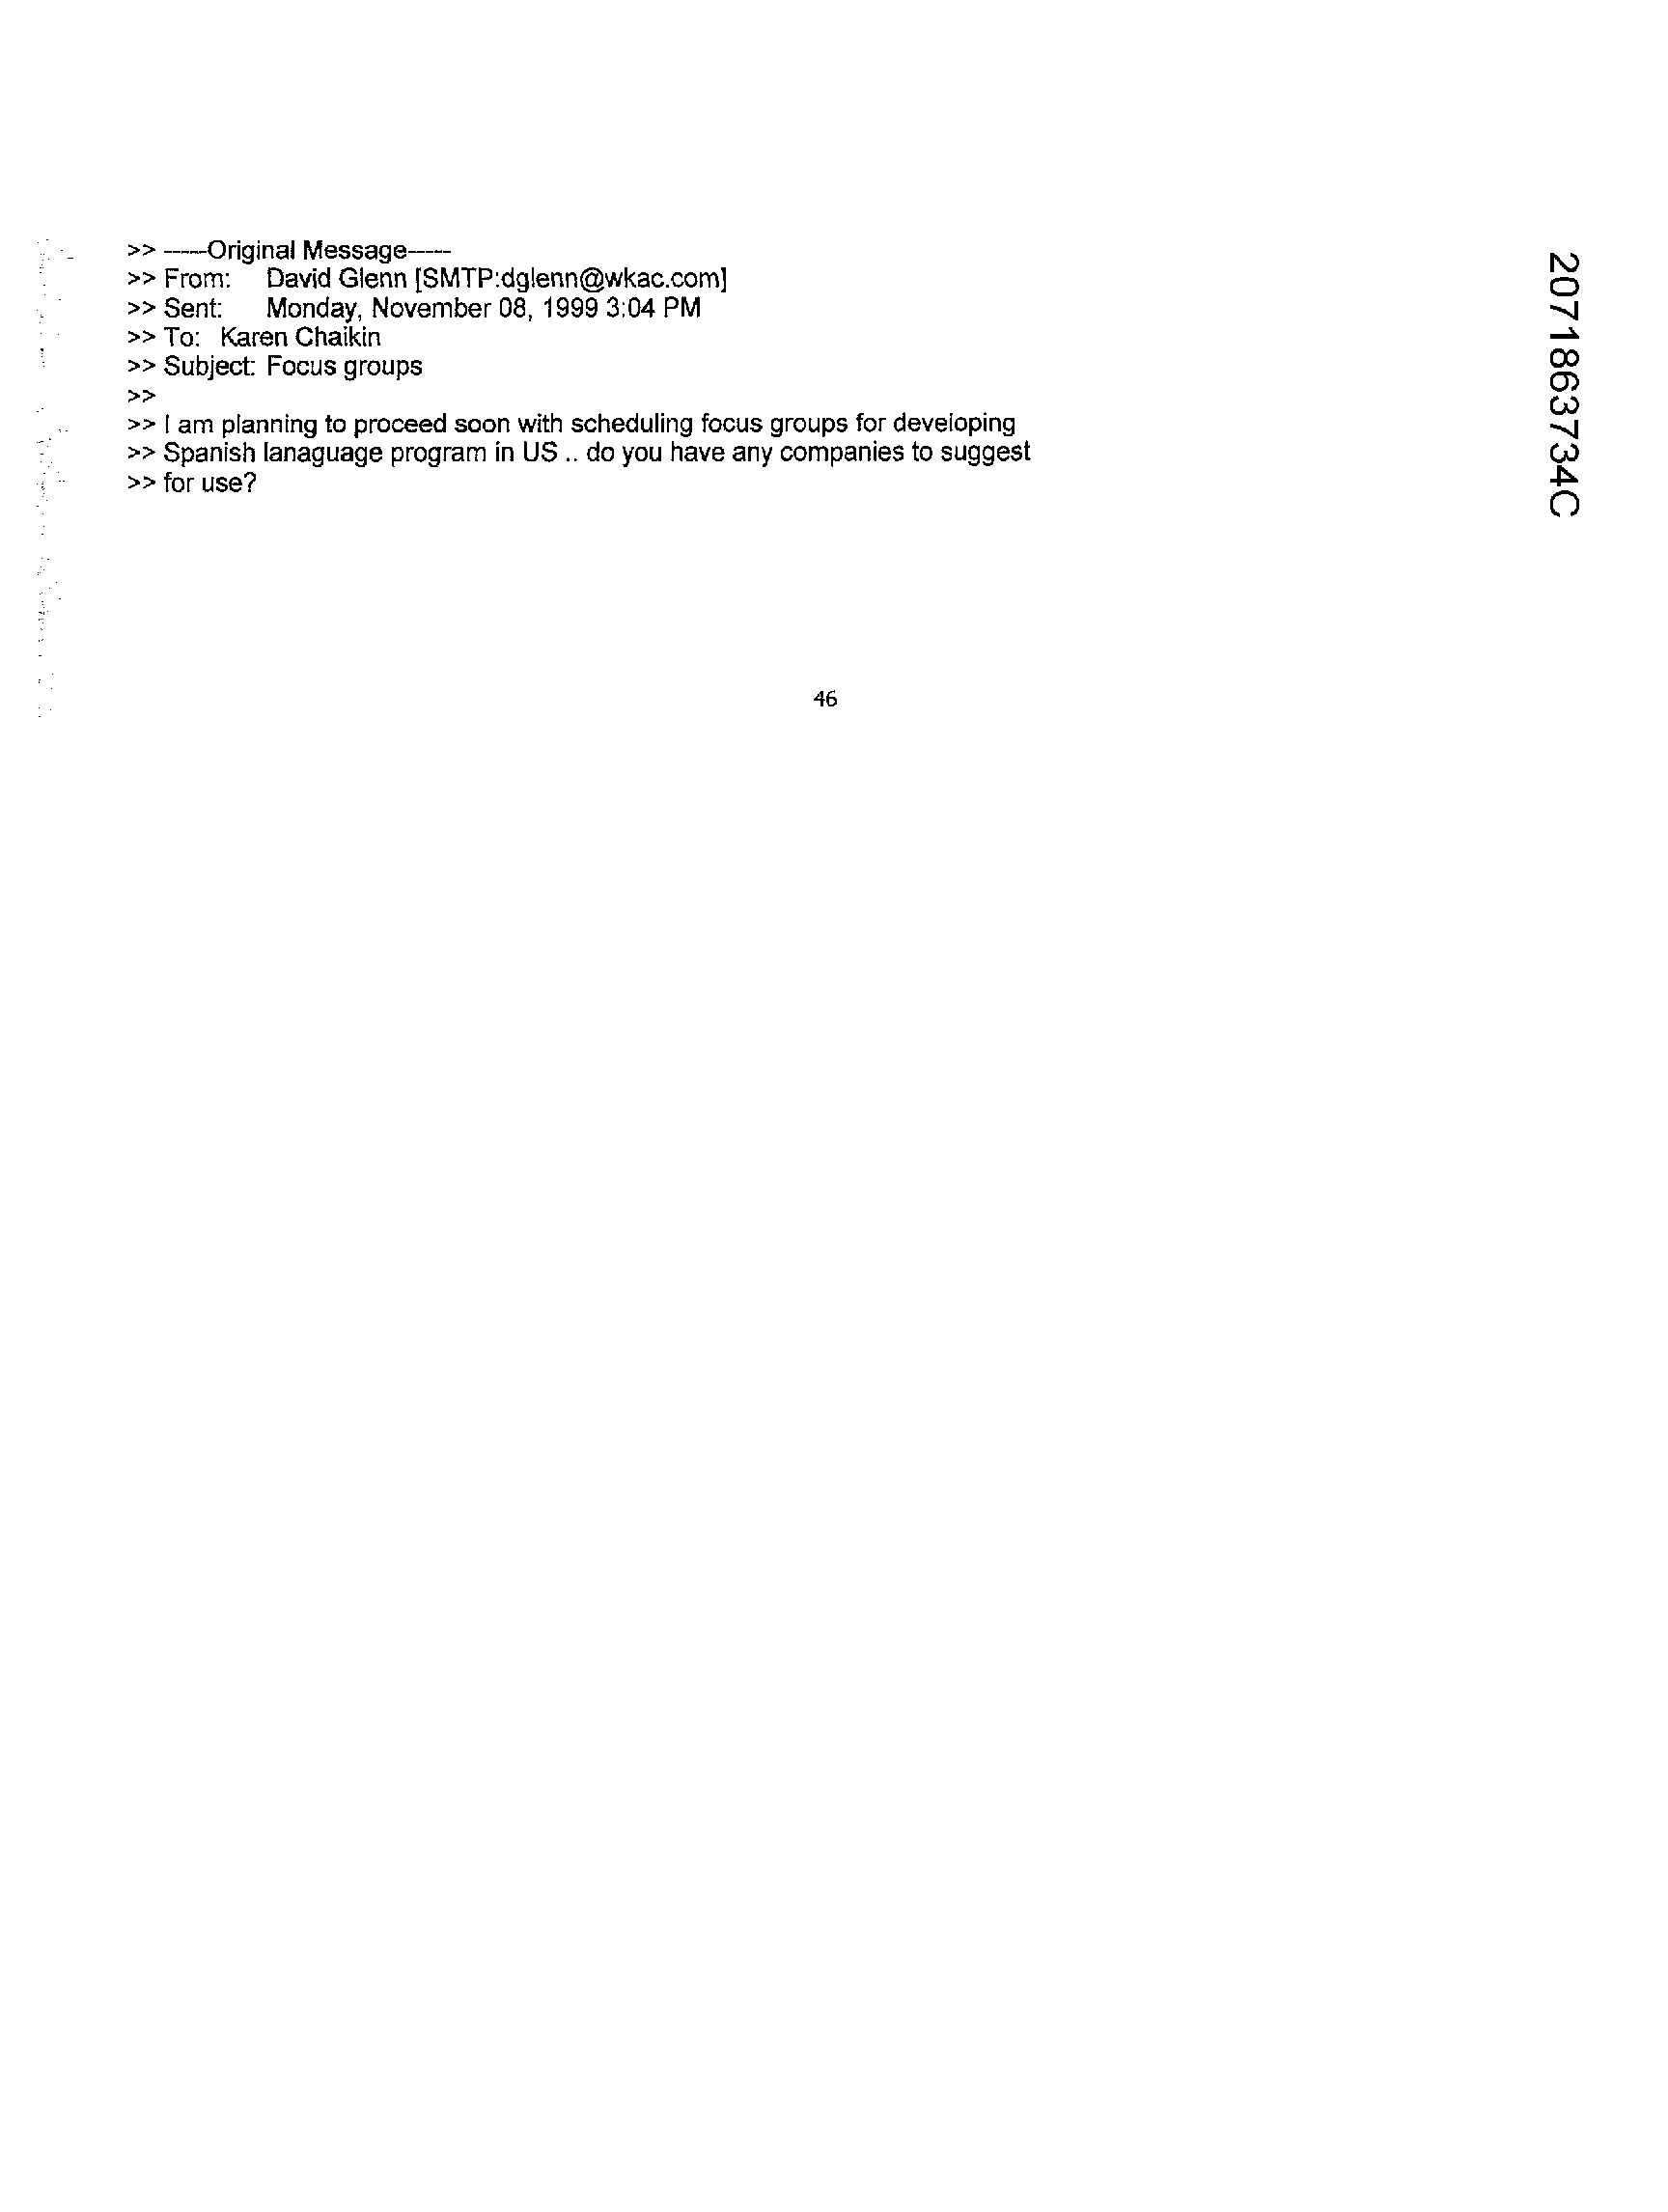 >> -----Original Message-----
>> From: David Glenn [SMTP:dglenn@wkac.com]
>> Sent: Monday, November 08, 1999 3:04 PM
>> To: Karen Chaikin
>> Subject: Focus groups
>>
>> I am planning to proceed soon with scheduling focus groups for developing
>> Spanish lanaguage program in US .. do you have any companies to suggest
>> for use?
46
2071863734C